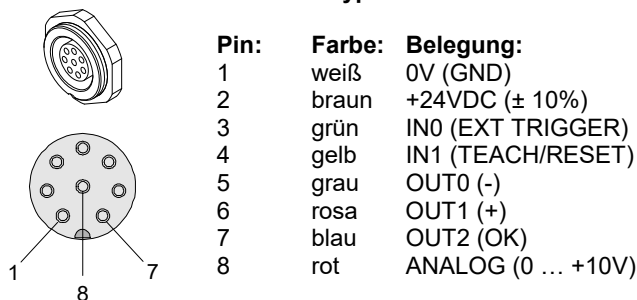 Pin: Farbe: Belegung:
1 weiß 0V (GND)
2 braun +24VDC (± 10%)
3 grün IN0 (EXT TRIGGER)
4 gelb IN1 (TEACH/RESET)
5 grau OUT0 (-)
6 rosa OUT1 (+)
7 blau OUT2 (OK)
8 rot ANALOG (0 … +10V)
1 7
8